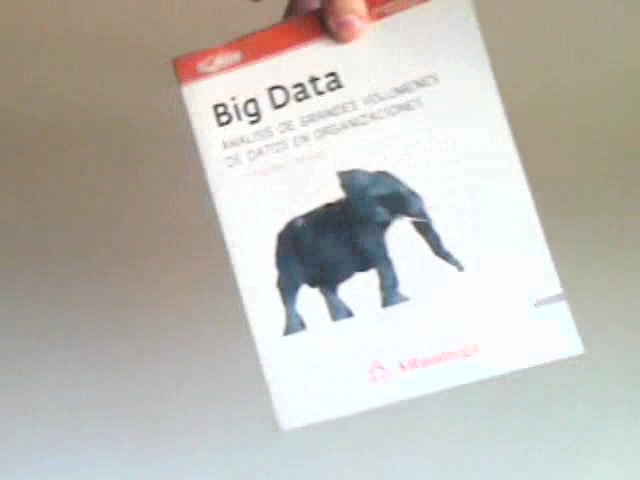 Big Data
ANÁLISIS DE GRANDES VOLÚMENES
DE DATOS EN ORGANIZACIONES
Alfaomega